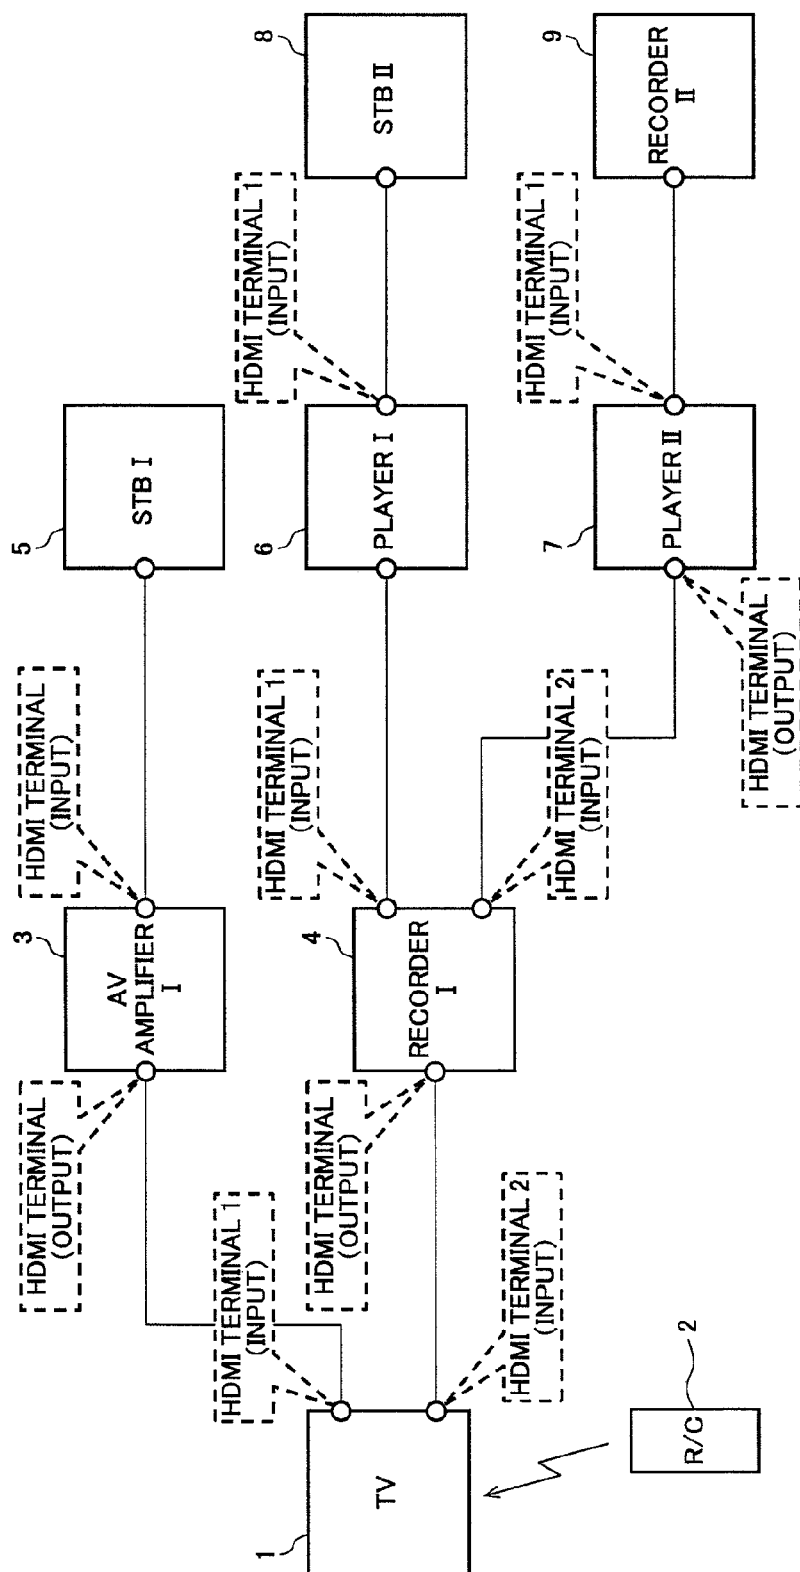 1
TV
R/C
2
HDMI TERMINAL 1
(INPUT)
HDMI TERMINAL 2
(INPUT)
HDMI TERMINAL
(OUTPUT)
3
AV
AMPLIFIER
I
HDMI TERMINAL
(INPUT)
5
STB I
HDMI TERMINAL
(OUTPUT)
4
RECORDER
I
HDMI TERMINAL 1
(INPUT)
HDMI TERMINAL 2
(INPUT)
6
PLAYER I
HDMI TERMINAL 1
(INPUT)
8
STB II
HDMI TERMINAL
(OUTPUT)
7
PLAYER II
HDMI TERMINAL 1
(INPUT)
9
RECORDER
II